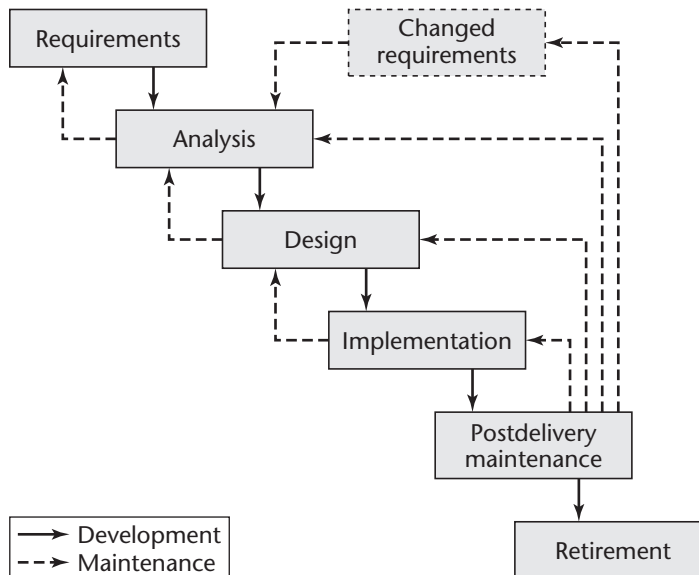 Requirements
Changed
requirements
Analysis
Design
Implementation
Postdelivery
maintenance
Retirement
Development
Maintenance